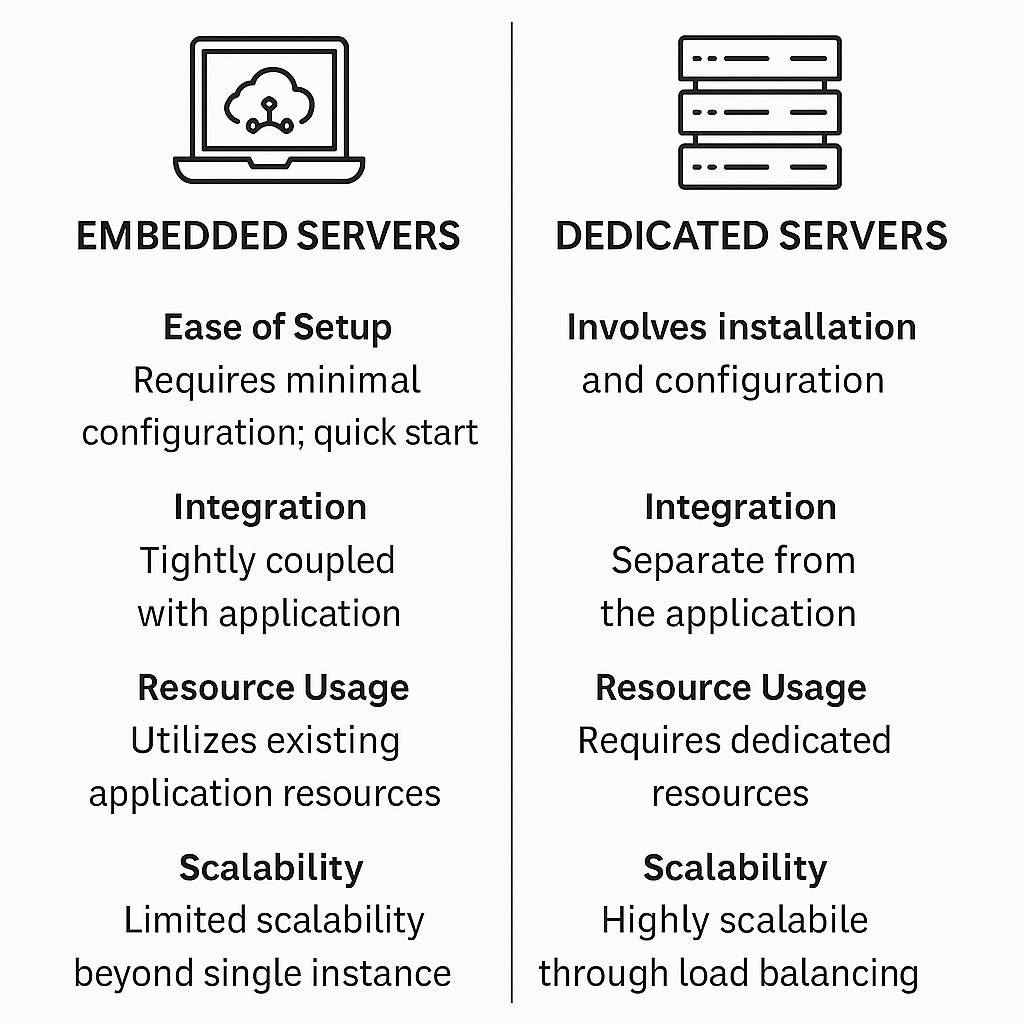 EMBEDDED SERVERS
Ease of Setup
Requires minimal
configuration; quick start
Integration
Tightly coupled
with application
Resource Usage
Utilizes existing
application resources
Scalability
Limited scalability
beyond single instance
DEDICATED SERVERS
Involves installation
and configuration
Integration
Separate from
the application
Resource Usage
Requires dedicated
resources
Scalability
Highly scalabile
through load balancing